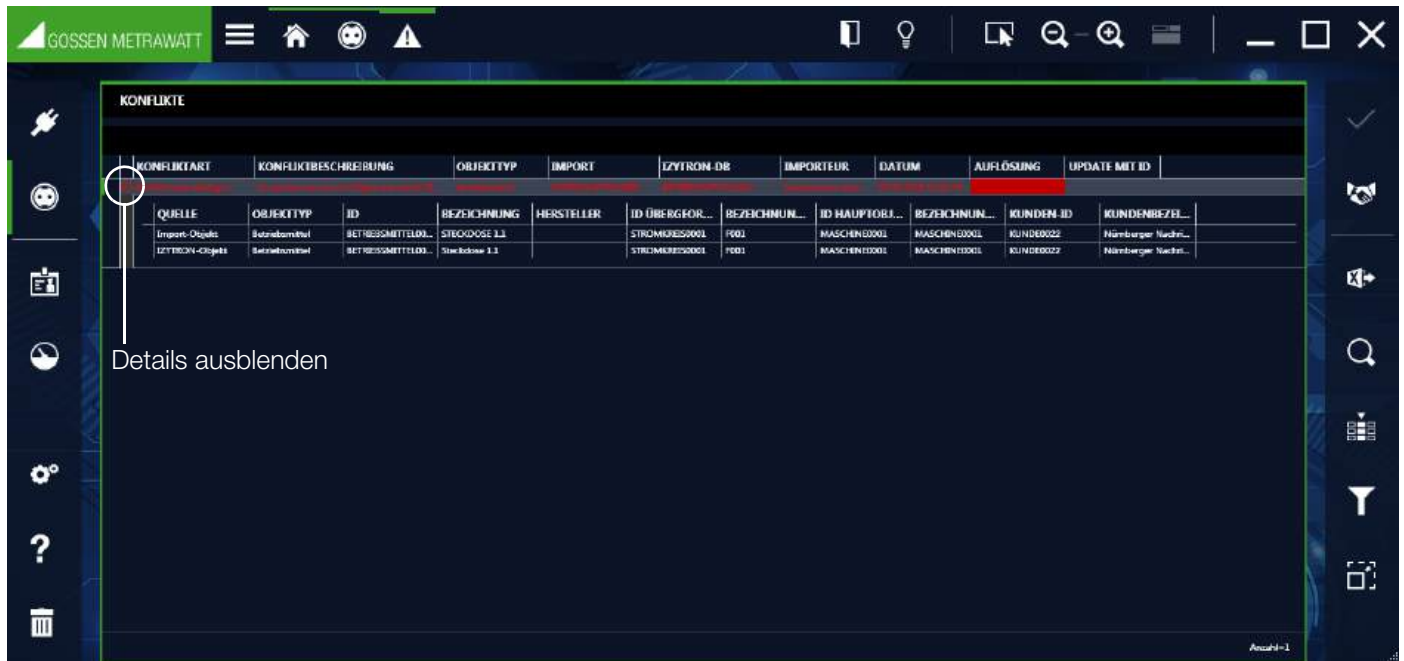 GOSSEN METRAWATT
KONFLIKTE
KONFLIKTART KONFLIKTBESCHREIBUNG OBJEKTTYP IMPORT IZYTRON-DB IMPORTEUR DATUM AUFLÖSUNG UPDATE MIT ID
QUELLE OBJEKTTYP ID BEZEICHNUNG HERSTELLER ID ÜBERGEOR... BEZEICHNUN... ID HAUPTOBJ... BEZEICHNUN... KUNDEN-ID KUNDENBEZEI...
Import-Objekt Betriebsmittel BETRIEBSMITTEL00... STECKDOSE 1.1 STROMKREIS0001 F001 MASCHINE0001 MASCHINE0001 KUNDE0022 Nürnberger Nachri...
IZYTRON-Objekt Betriebsmittel BETRIEBSMITTEL00... Steckdose 1.1 STROMKREIS0001 F001 MASCHINE0001 MASCHINE0001 KUNDE0022 Nürnberger Nachri...
Details ausblenden
Anzahl=1